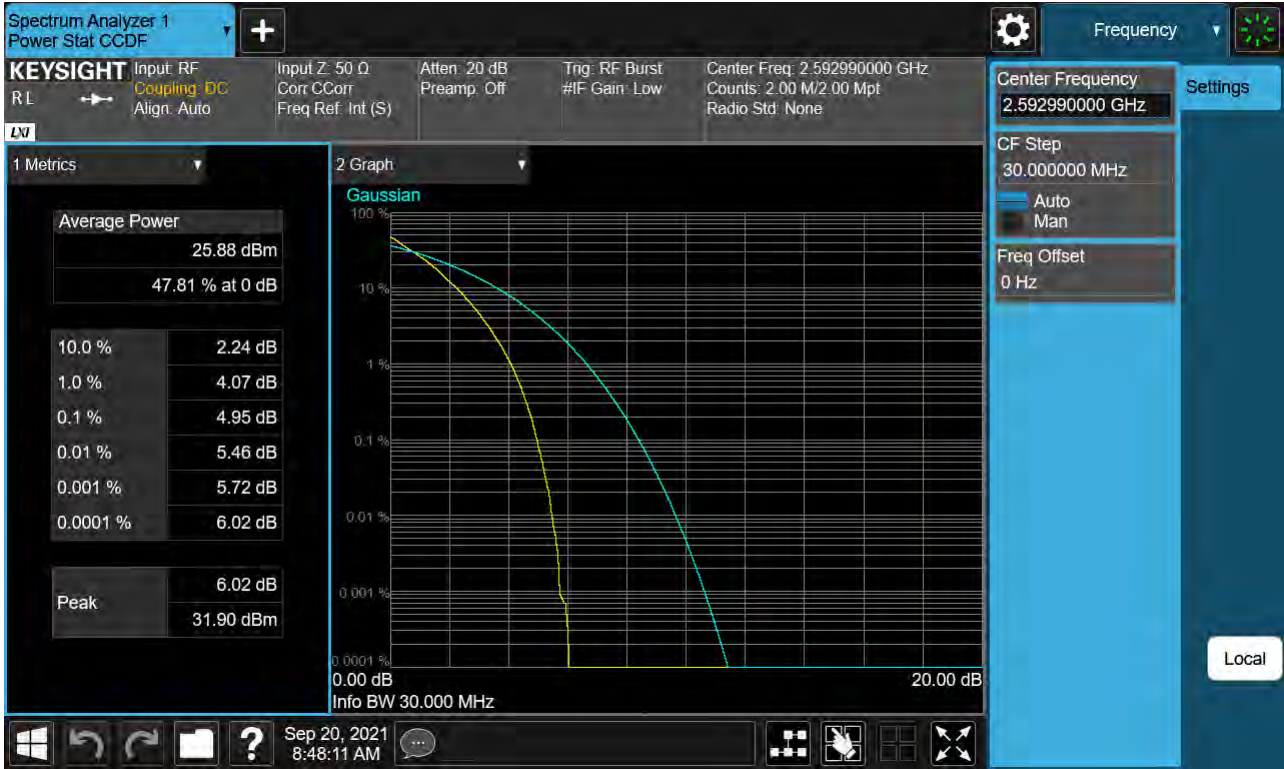 Spectrum Analyzer 1
Power Stat CCDF
Frequency
KEYSIGHT
R L
LXI
Input: RF
Coupling: DC
Align: Auto
Input Z: 50 Ω
Corr CCorr
Freq Ref: Int (S)
Atten: 20 dB
Preamp: Off
Trig: RF Burst
#IF Gain: Low
Center Freq: 2.592990000 GHz
Counts: 2.00 M/2.00 Mpt
Radio Std: None
Center Frequency
2.592990000 GHz
Settings
CF Step
30.000000 MHz
Auto
Man
Freq Offset
0 Hz
Local
1 Metrics
Average Power
25.88 dBm
47.81 % at 0 dB
10.0 % 2.24 dB
1.0 % 4.07 dB
0.1 % 4.95 dB
0.01 % 5.46 dB
0.001 % 5.72 dB
0.0001 % 6.02 dB
Peak 6.02 dB
31.90 dBm
2 Graph
Gaussian
100 %
10 %
1 %
0.1 %
0.01 %
0.001 %
0.0001 %
0.00 dB 20.00 dB
Info BW 30.000 MHz
Sep 20, 2021
8:48:11 AM